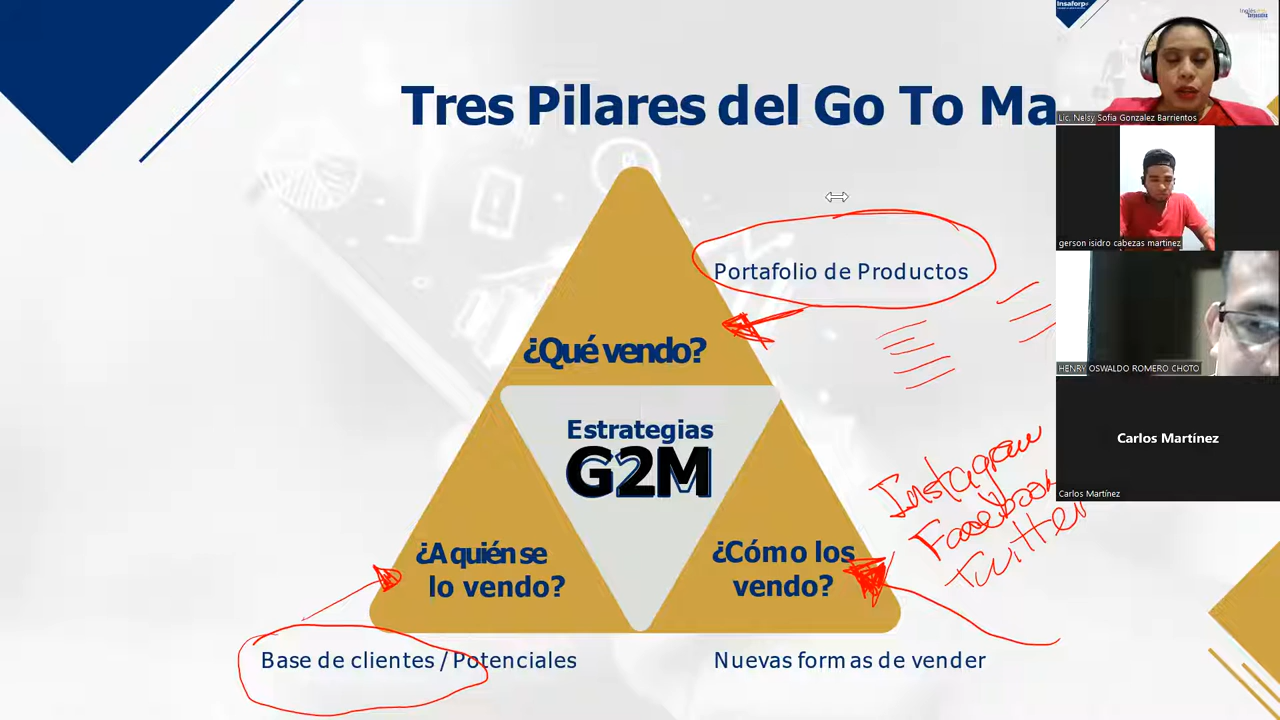 Insaforp
Tres Pilares del Go To Ma
Lic. Nelsy Sofia Gonzalez Barrientos
gerson isidro cabezas martinez
Portafolio de Productos
¿Qué vendo?
HENRY OSWALDO ROMERO CHOTO
Estrategias
G2M
Carlos Martínez
Carlos Martínez
Instagram
Facebook
Twitter
¿A quién se
lo vendo?
¿Cómo los
vendo?
Base de clientes / Potenciales
Nuevas formas de vender